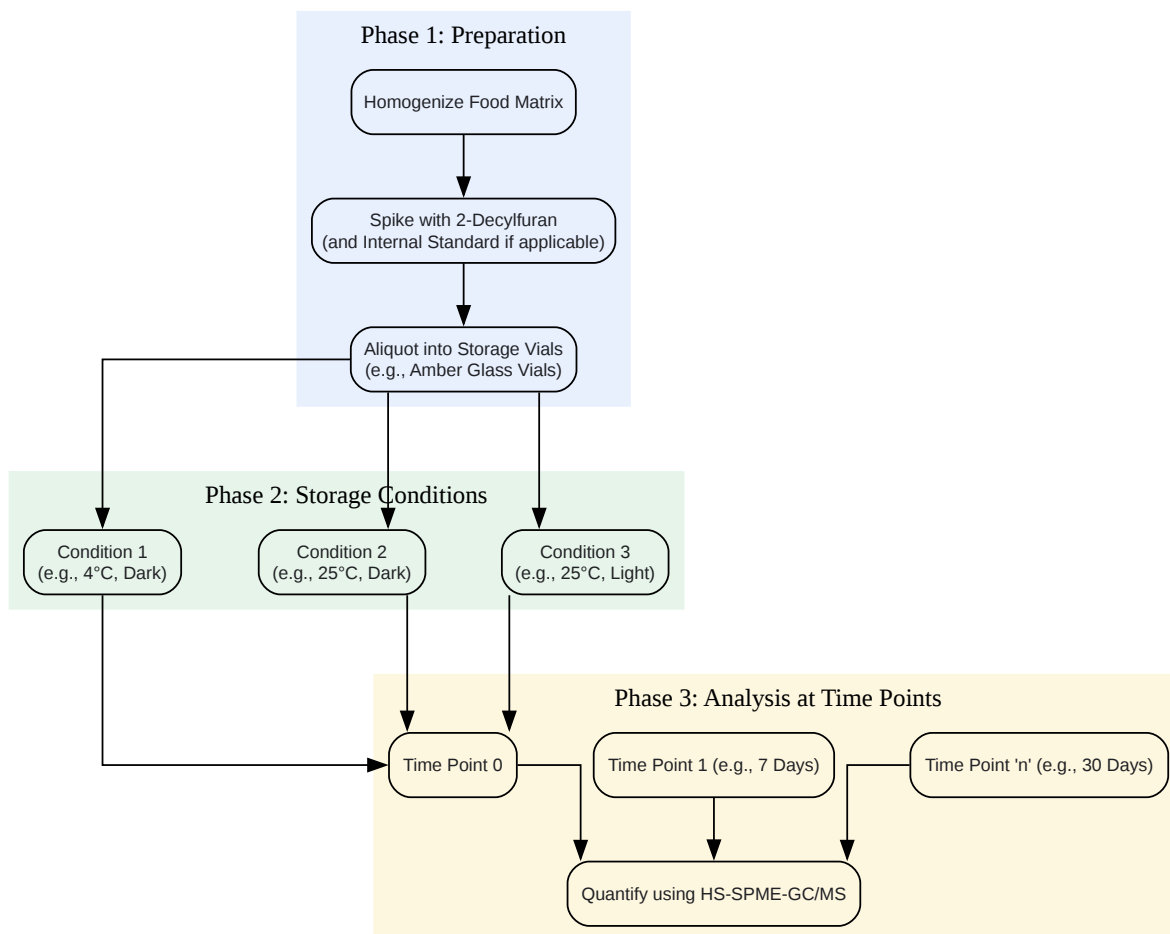 Phase 1: Preparation
Homogenize Food Matrix
Spike with 2-Decylfuran
(and Internal Standard if applicable)
Aliquot into Storage Vials
(e.g., Amber Glass Vials)
Phase 2: Storage Conditions
Condition 1
(e.g., 4°C, Dark)
Condition 2
(e.g., 25°C, Dark)
Condition 3
(e.g., 25°C, Light)
Phase 3: Analysis at Time Points
Time Point 0
Time Point 1 (e.g., 7 Days)
Time Point 'n' (e.g., 30 Days)
Quantify using HS-SPME-GC/MS